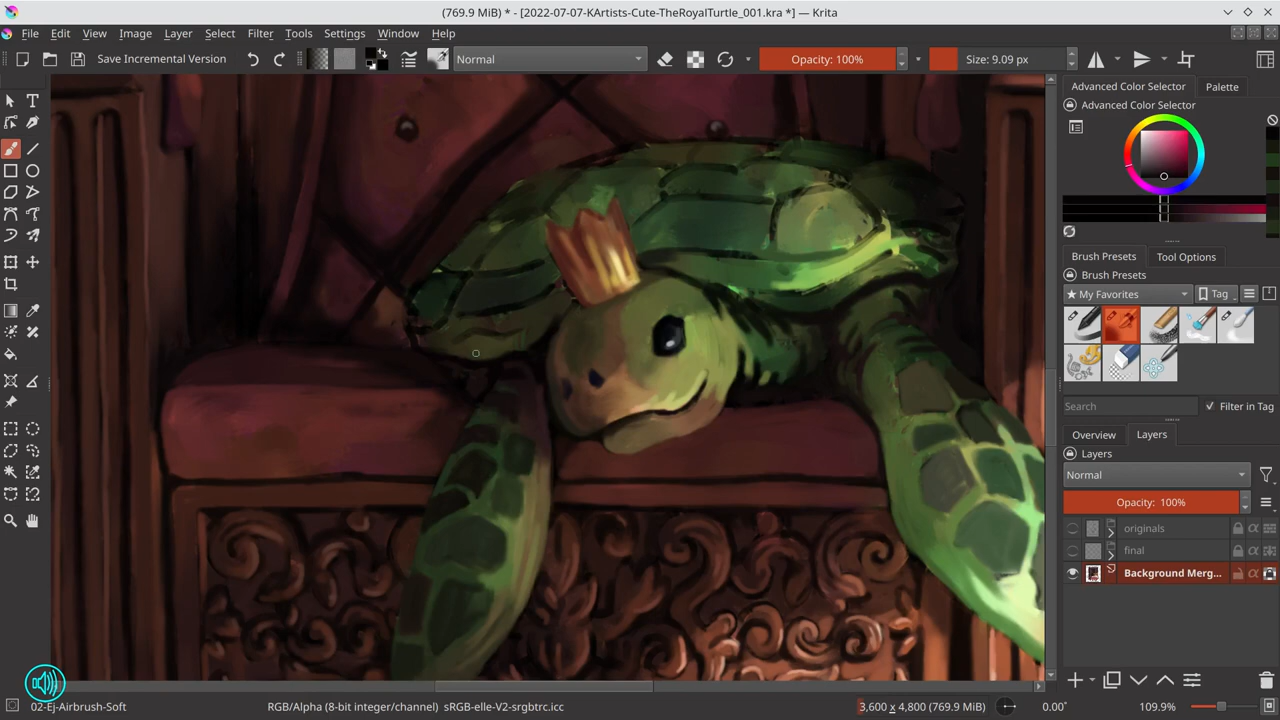 (769.9 MiB) * - [2022-07-07-KArtists-Cute-TheRoyalTurtle_001.kra *] — Krita
File Edit View Image Layer Select Filter Tools Settings Window Help
Save Incremental Version Normal Opacity: 100% Size: 9.09 px
Advanced Color Selector Palette
Advanced Color Selector
Brush Presets Tool Options
Brush Presets
★ My Favorites Tag
Search Filter in Tag
Overview Layers
Layers
Normal
Opacity: 100%
originals
final
Background Merg...
02-Ej-Airbrush-Soft RGB/Alpha (8-bit integer/channel) sRGB-elle-V2-srgbtrc.icc 3,600 x 4,800 (769.9 MiB) 0.00° 109.9%